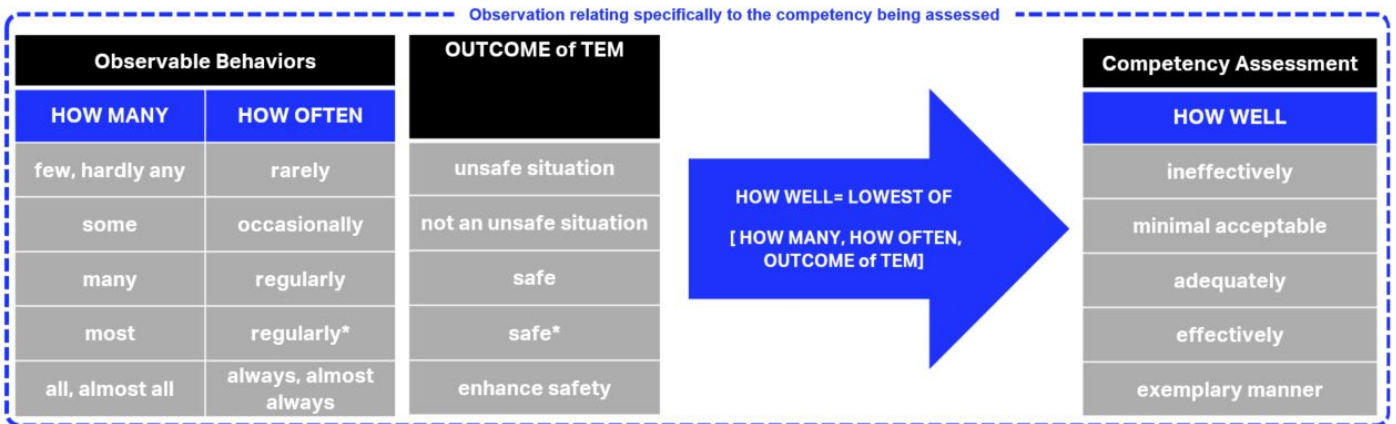 Observation relating specifically to the competency being assessed
Observable Behaviors
HOW MANY
HOW OFTEN
few, hardly any
rarely
some
occasionally
many
regularly
most
regularly*
all, almost all
always, almost
always
OUTCOME of TEM
unsafe situation
not an unsafe situation
safe
safe*
enhance safety
HOW WELL= LOWEST OF
[ HOW MANY, HOW OFTEN,
OUTCOME of TEM]
Competency Assessment
HOW WELL
ineffectively
minimal acceptable
adequately
effectively
exemplary manner